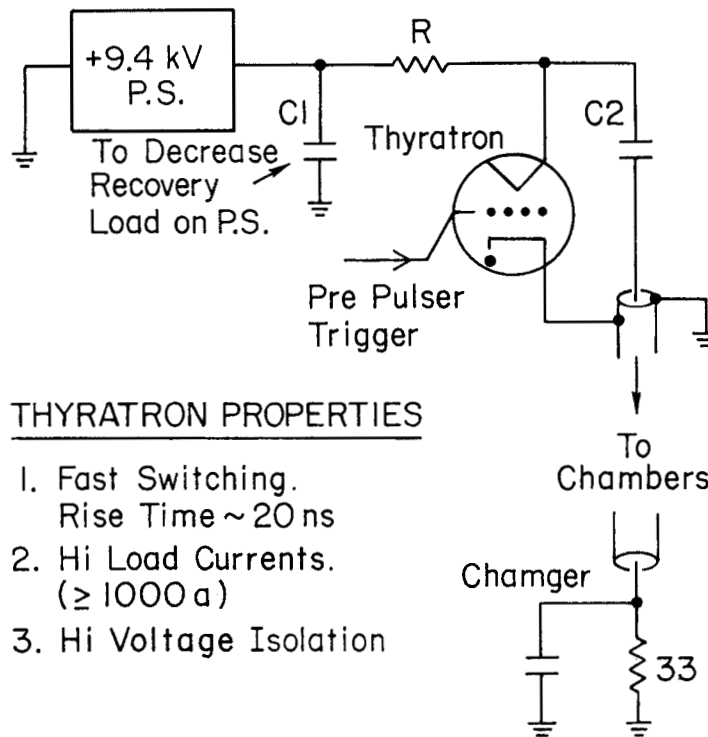 R
+9.4 kV
P.S.
C1
C2
To Decrease
Recovery
Load on P.S.
Thyratron
Pre Pulser
Trigger
THYRATRON PROPERTIES
1. Fast Switching.
Rise Time ~ 20 ns
2. Hi Load Currents.
(≥ 1000 a)
3. Hi Voltage Isolation
To
Chambers
Chamger
33